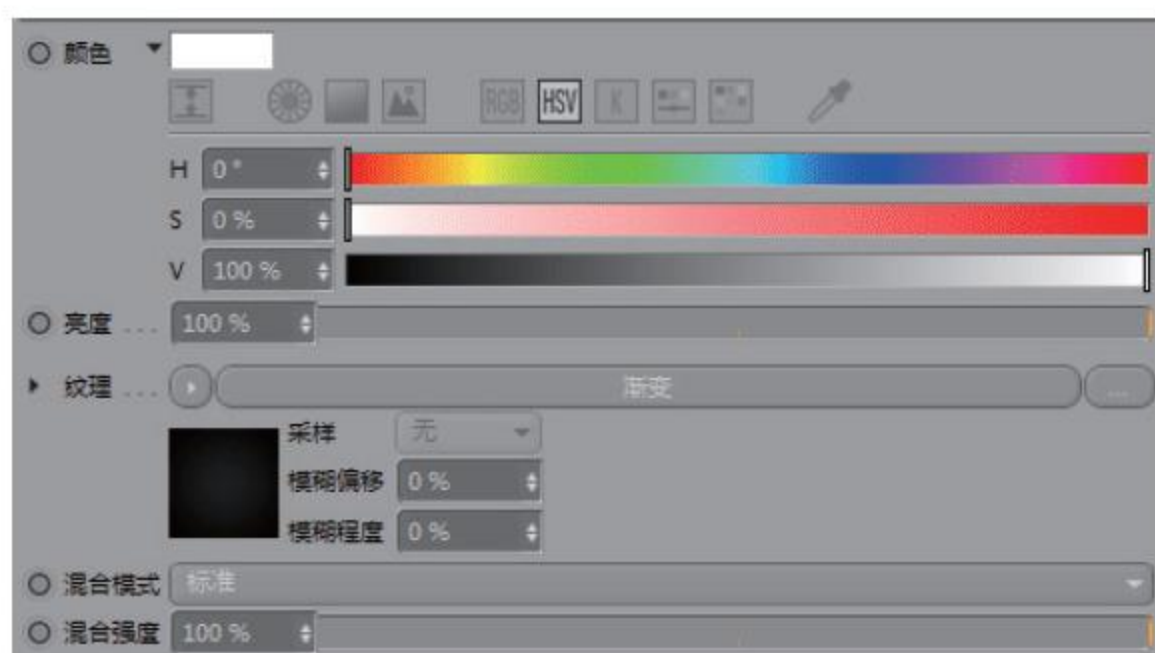 颜色
RGB HSV K
H 0°
S 0 %
V 100 %
亮度 ... 100 %
纹理 ... 渐变 ...
采样 无
模糊偏移 0 %
模糊程度 0 %
混合模式 标准
混合强度 100 %